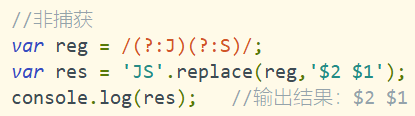 //非捕获
var reg = /(?:J)(?:S)/;
var res = 'JS'.replace(reg,'$2 $1');
console.log(res);   //输出结果：$2 $1